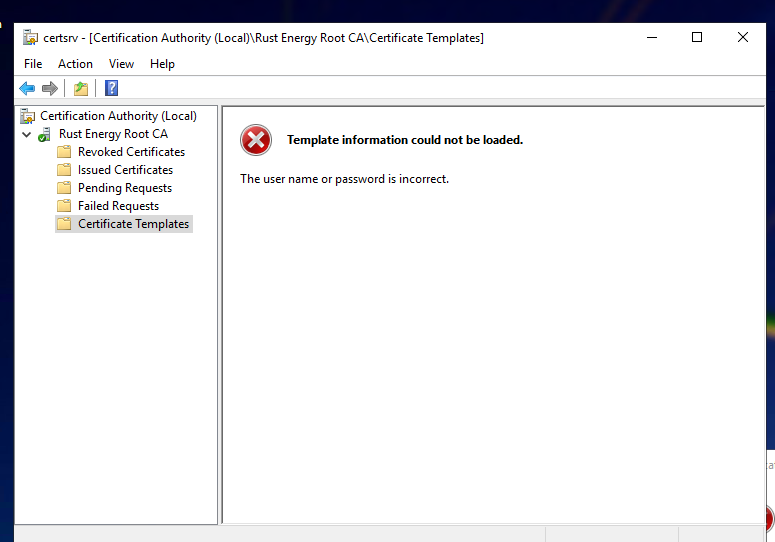 certsrv - [Certification Authority (Local)\Rust Energy Root CA\Certificate Templates]
File Action View Help
Certification Authority (Local)
Rust Energy Root CA
Revoked Certificates
Issued Certificates
Pending Requests
Failed Requests
Certificate Templates
Template information could not be loaded.
The user name or password is incorrect.